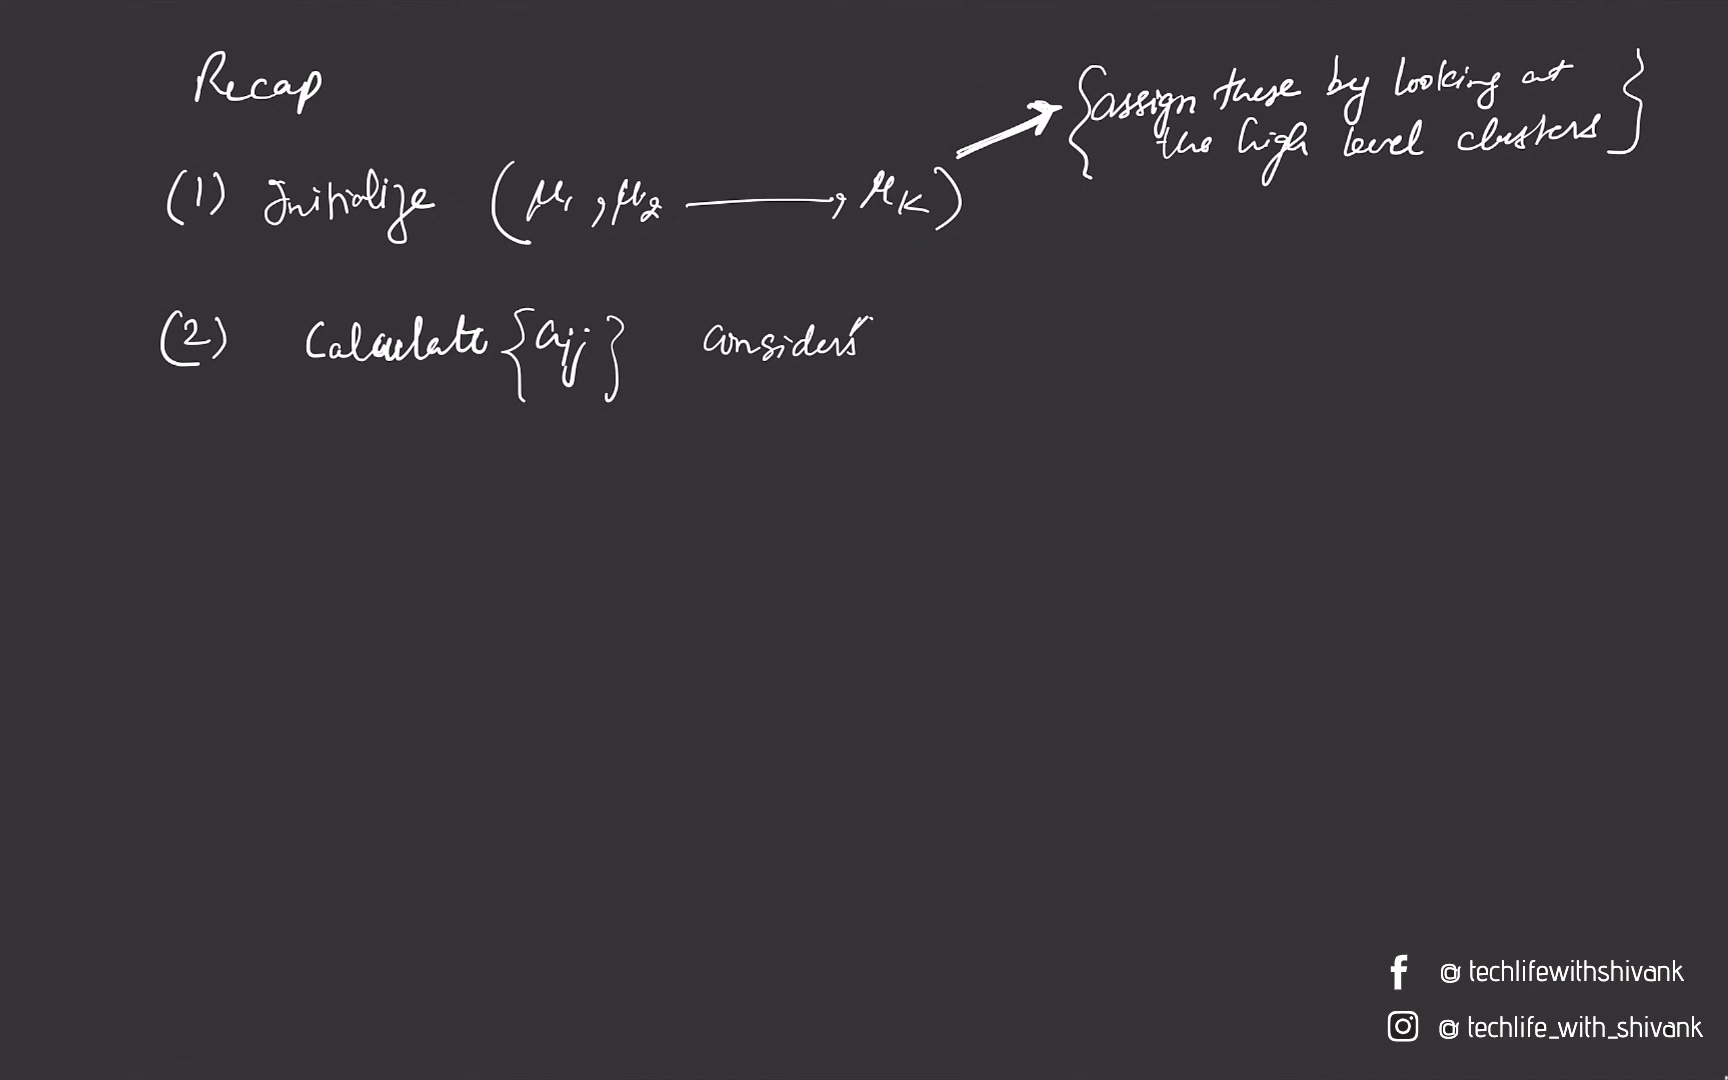 Recap
{assign these by looking at
the high level clusters}
(1) Initialize (μ1, μ2 ——, μK)
(2) Calculate {aij} considers
@ techlifewithshivank
@ techlife_with_shivank